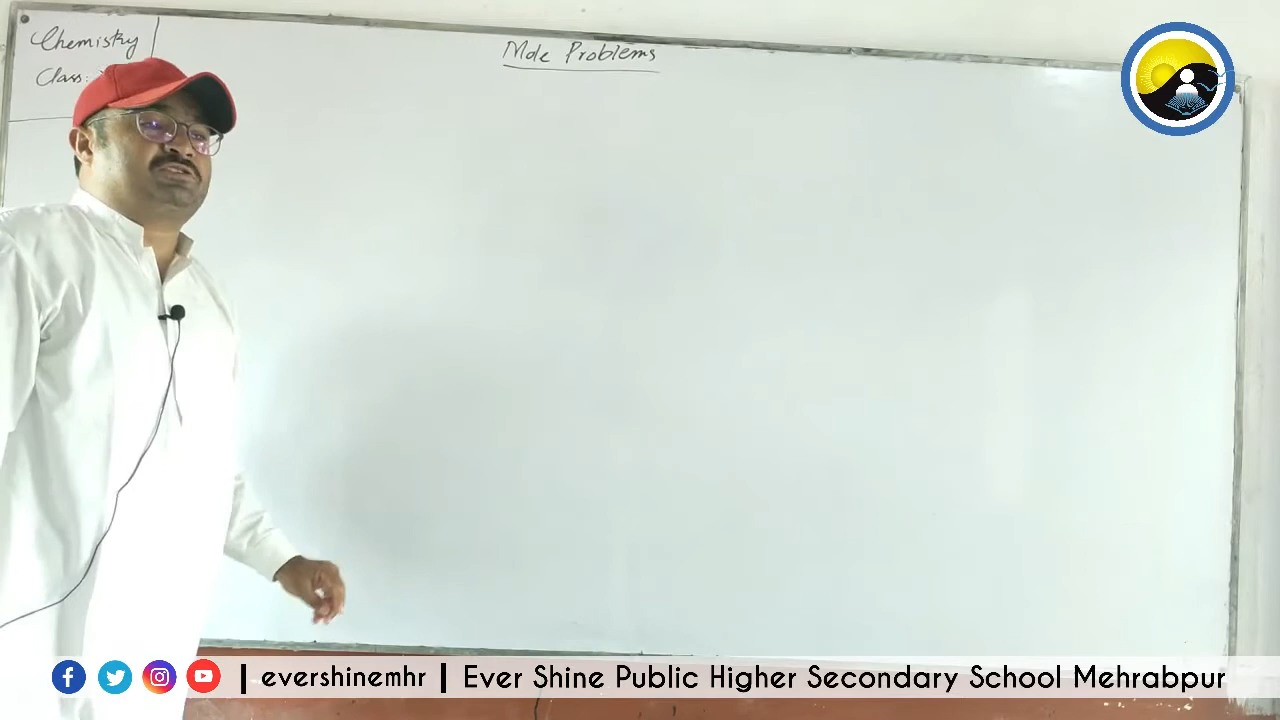 Chemistry
Class:
Mole Problems
| evershinemhr | Ever Shine Public Higher Secondary School Mehrabpur